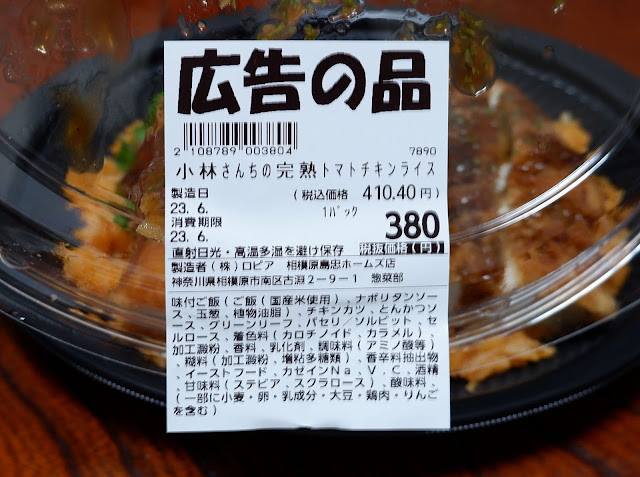 広告の品
2 108789 003804 7890
小林さんちの完熟トマトチキンライス
製造日 (税込価格 410.40円)
23. 6. 1パック
消費期限 380
23. 6. 税抜価格(円)
直射日光・高温多湿を避け保存
製造者(株)ロピア 相模原島忠ホームズ店
神奈川県相模原市南区古淵2-9-1 惣菜部
味付ご飯(ご飯(国産米使用)、ナポリタンソー
ス、玉葱、植物油脂)、チキンカツ、とんかつソ
ース、グリーンリーフ、パセリ/ソルビット、セ
ルロース、着色料(カロチノイド、カラメル)、
加工澱粉、香料、乳化剤、調味料(アミノ酸等)
、糊料(加工澱粉、増粘多糖類)、香辛料抽出物
、イーストフード、カゼインNa、V.C、酒精
、甘味料(ステビア、スクラロース)、酸味料、
(一部に小麦・卵・乳成分・大豆・鶏肉・りんご
を含む)